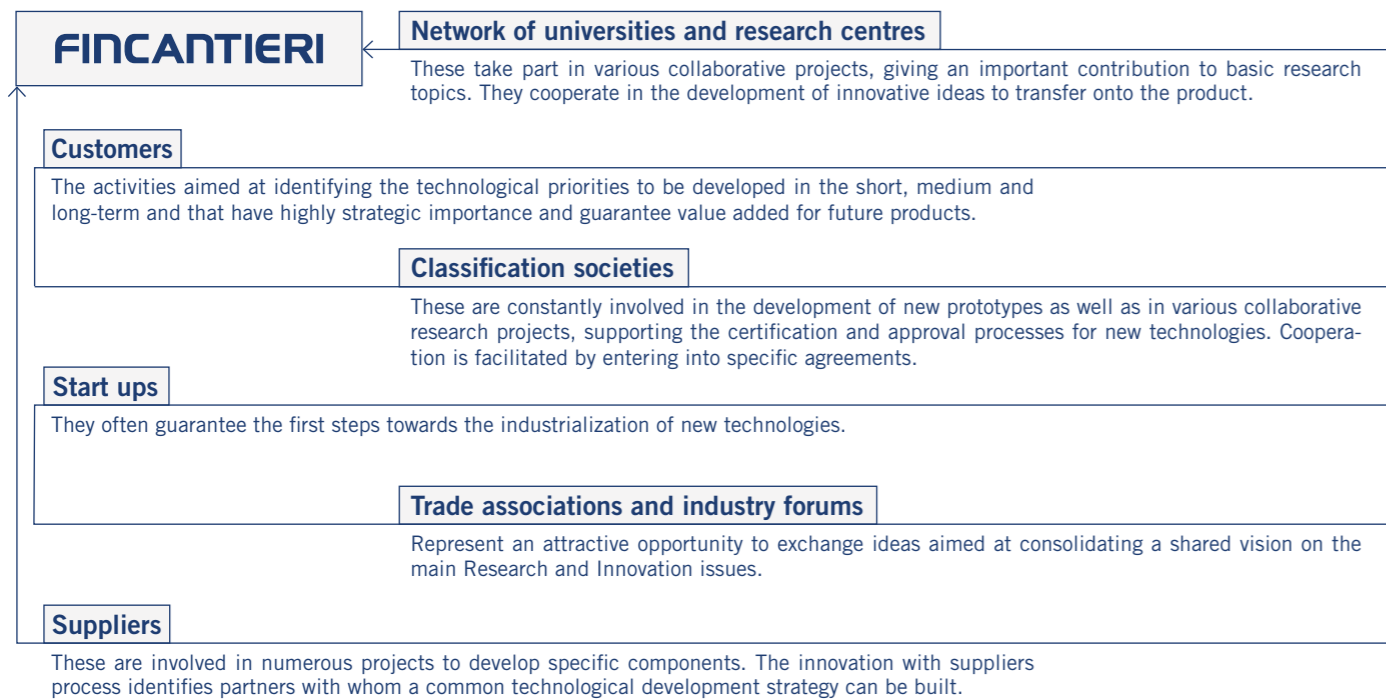 FINCANTIERI
Network of universities and research centres
These take part in various collaborative projects, giving an important contribution to basic research
topics. They cooperate in the development of innovative ideas to transfer onto the product.
Customers
The activities aimed at identifying the technological priorities to be developed in the short, medium and
long-term and that have highly strategic importance and guarantee value added for future products.
Classification societies
These are constantly involved in the development of new prototypes as well as in various collaborative
research projects, supporting the certification and approval processes for new technologies. Coopera-
tion is facilitated by entering into specific agreements.
Start ups
They often guarantee the first steps towards the industrialization of new technologies.
Trade associations and industry forums
Represent an attractive opportunity to exchange ideas aimed at consolidating a shared vision on the
main Research and Innovation issues.
Suppliers
These are involved in numerous projects to develop specific components. The innovation with suppliers
process identifies partners with whom a common technological development strategy can be built.